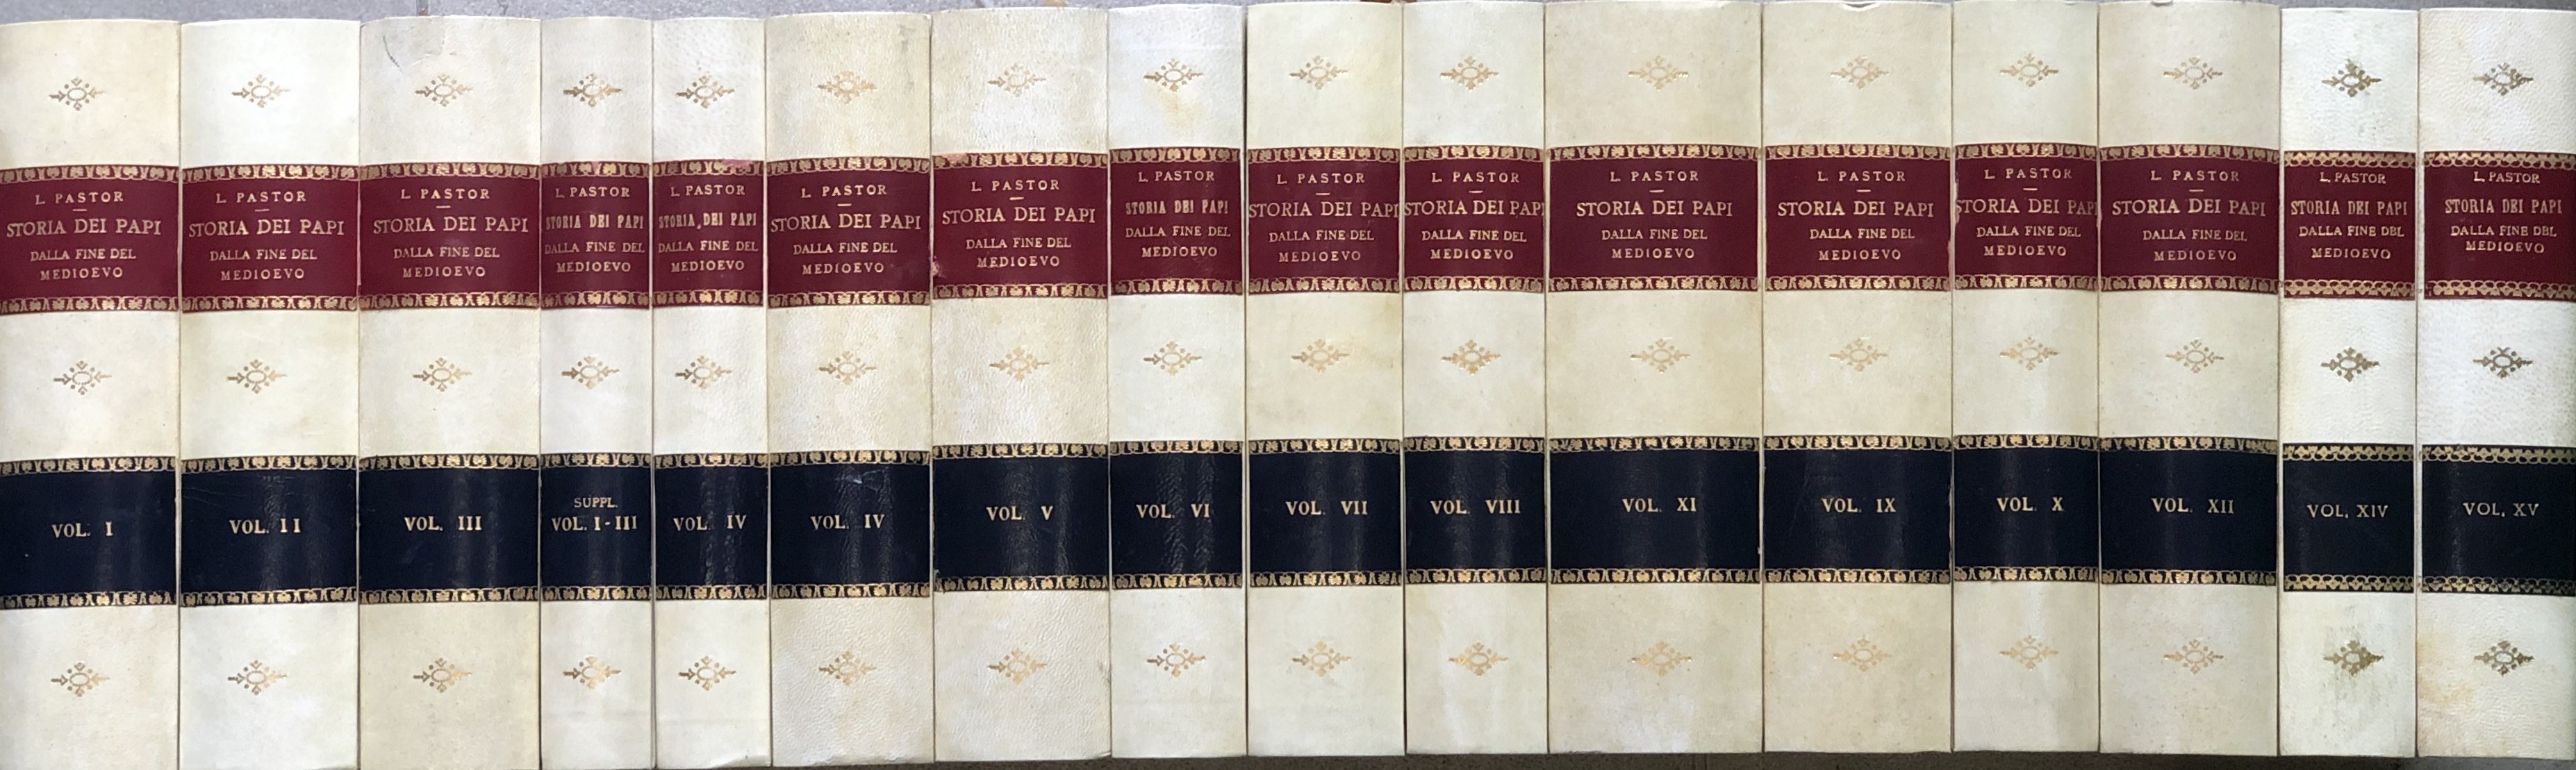 L. PASTOR
STORIA DEI PAPI
DALLA FINE DEL
MEDIOEVO
VOL. I
L. PASTOR
STORIA DEI PAPI
DALLA FINE DEL
MEDIOEVO
VOL. II
L. PASTOR
STORIA DEI PAPI
DALLA FINE DEL
MEDIOEVO
VOL. III
L. PASTOR
STORIA DEI PAPI
DALLA FINE DEL
MEDIOEVO
SUPPL.
VOL. I-III
L. PASTOR
STORIA DEI PAPI
DALLA FINE DEL
MEDIOEVO
VOL. IV
L. PASTOR
STORIA DEI PAPI
DALLA FINE DEL
MEDIOEVO
VOL. IV
L. PASTOR
STORIA DEI PAPI
DALLA FINE DEL
MEDIOEVO
VOL. V
L. PASTOR
STORIA DEI PAPI
DALLA FINE DEL
MEDIOEVO
VOL. VI
L. PASTOR
STORIA DEI PAPI
DALLA FINE DEL
MEDIOEVO
VOL. VII
L. PASTOR
STORIA DEI PAPI
DALLA FINE DEL
MEDIOEVO
VOL. VIII
L. PASTOR
STORIA DEI PAPI
DALLA FINE DEL
MEDIOEVO
VOL. XI
L. PASTOR
STORIA DEI PAPI
DALLA FINE DEL
MEDIOEVO
VOL. IX
L. PASTOR
STORIA DEI PAPI
DALLA FINE DEL
MEDIOEVO
VOL. X
L. PASTOR
STORIA DEI PAPI
DALLA FINE DEL
MEDIOEVO
VOL. XII
L. PASTOR
STORIA DEI PAPI
DALLA FINE DEL
MEDIOEVO
VOL. XIV
L. PASTOR
STORIA DEI PAPI
DALLA FINE DEL
MEDIOEVO
VOL. XV